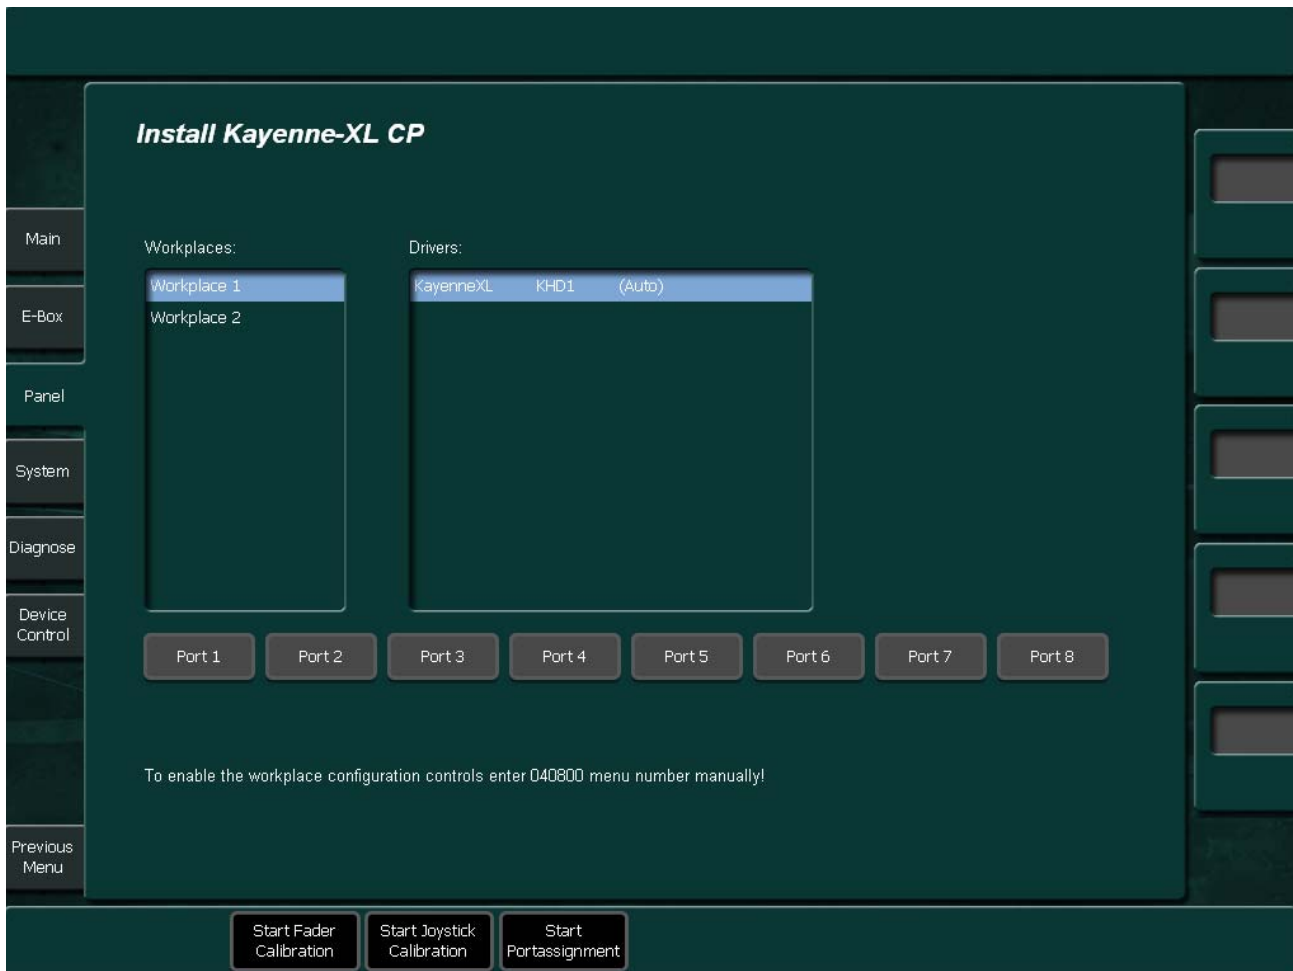 Install Kayenne-XL CP
Main
E-Box
Panel
System
Diagnose
Device
Control
Previous
Menu
Workplaces:
Workplace 1
Workplace 2
Drivers:
KayenneXL KHD1 (Auto)
Port 1 Port 2 Port 3 Port 4 Port 5 Port 6 Port 7 Port 8
To enable the workplace configuration controls enter 040800 menu number manually!
Start Fader
Calibration
Start Joystick
Calibration
Start
Portassignment